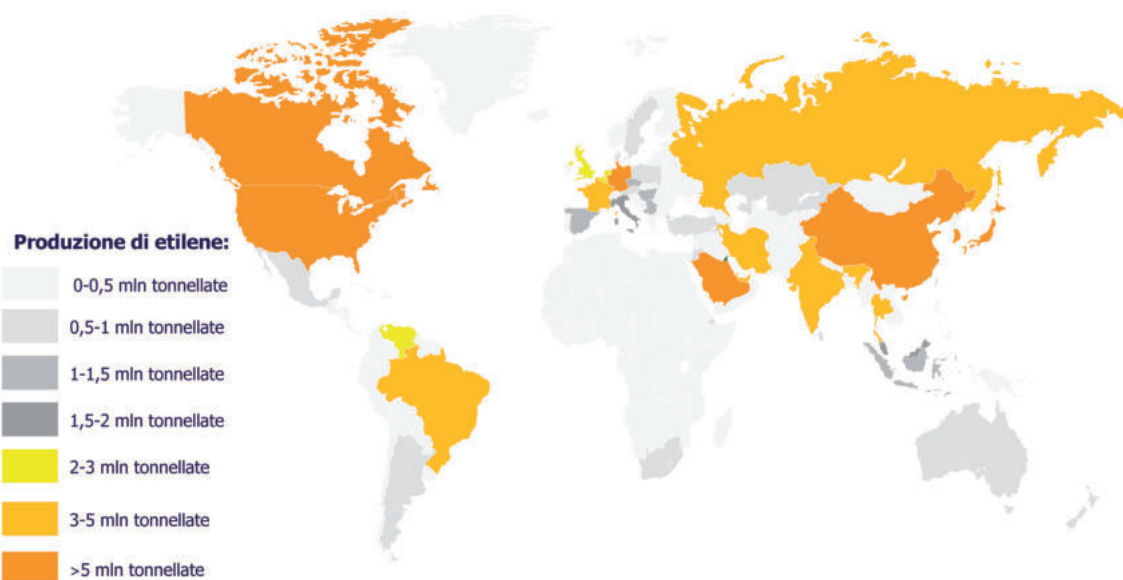 Produzione di etilene:
0-0,5 mln tonnellate
0,5-1 mln tonnellate
1-1,5 mln tonnellate
1,5-2 mln tonnellate
2-3 mln tonnellate
3-5 mln tonnellate
>5 mln tonnellate